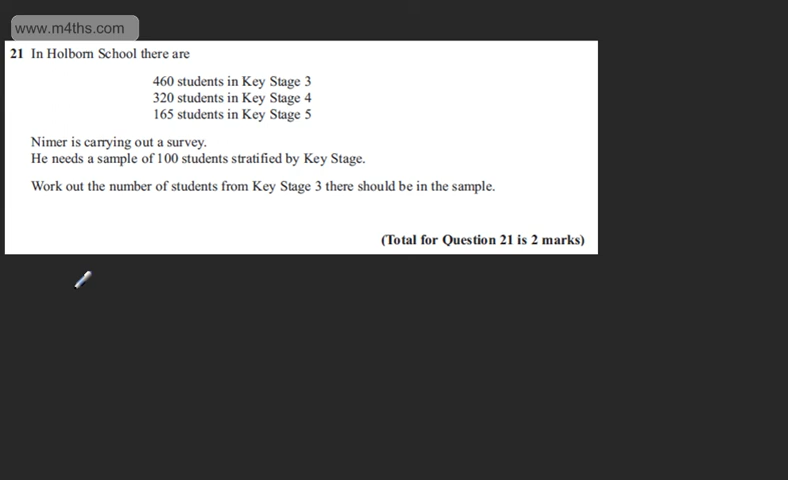 www.m4ths.com
21 In Holborn School there are
460 students in Key Stage 3
320 students in Key Stage 4
165 students in Key Stage 5
Nimer is carrying out a survey.
He needs a sample of 100 students stratified by Key Stage.
Work out the number of students from Key Stage 3 there should be in the sample.
(Total for Question 21 is 2 marks)